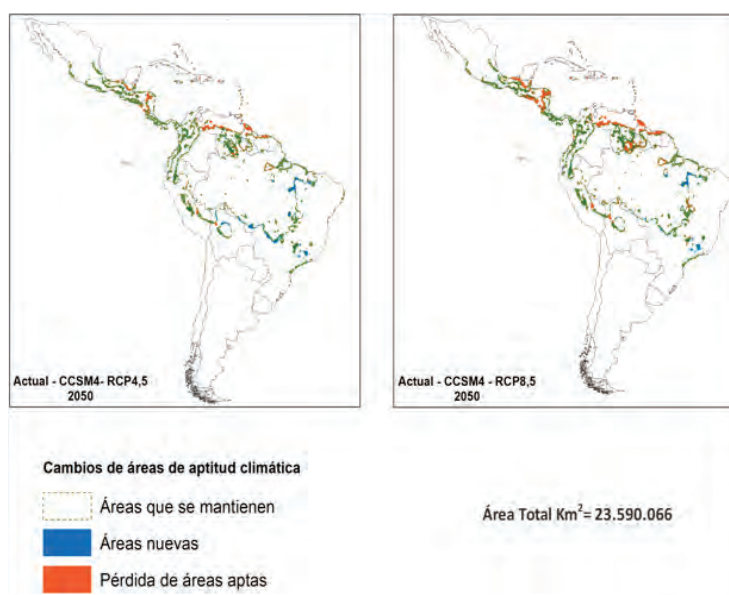 Actual - CCSM4- RCP4,5
2050
Actual - CCSM4 - RCP8,5
2050
Cambios de áreas de aptitud climática
Áreas que se mantienen
Áreas nuevas
Pérdida de áreas aptas
Área Total Km²= 23.590.066